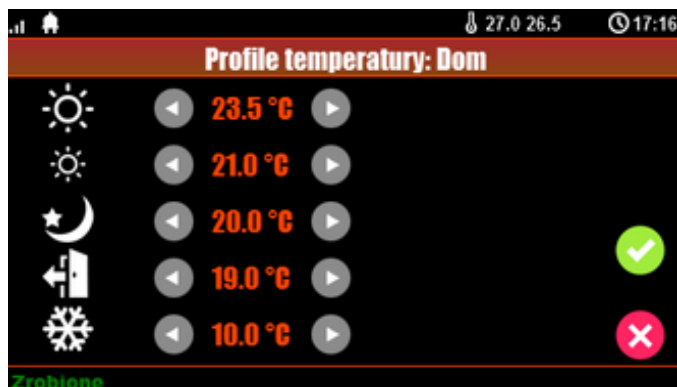 27.0 26.5 17:16
Profile temperatury: Dom
23.5 °C
21.0 °C
20.0 °C
19.0 °C
10.0 °C
Zrobione